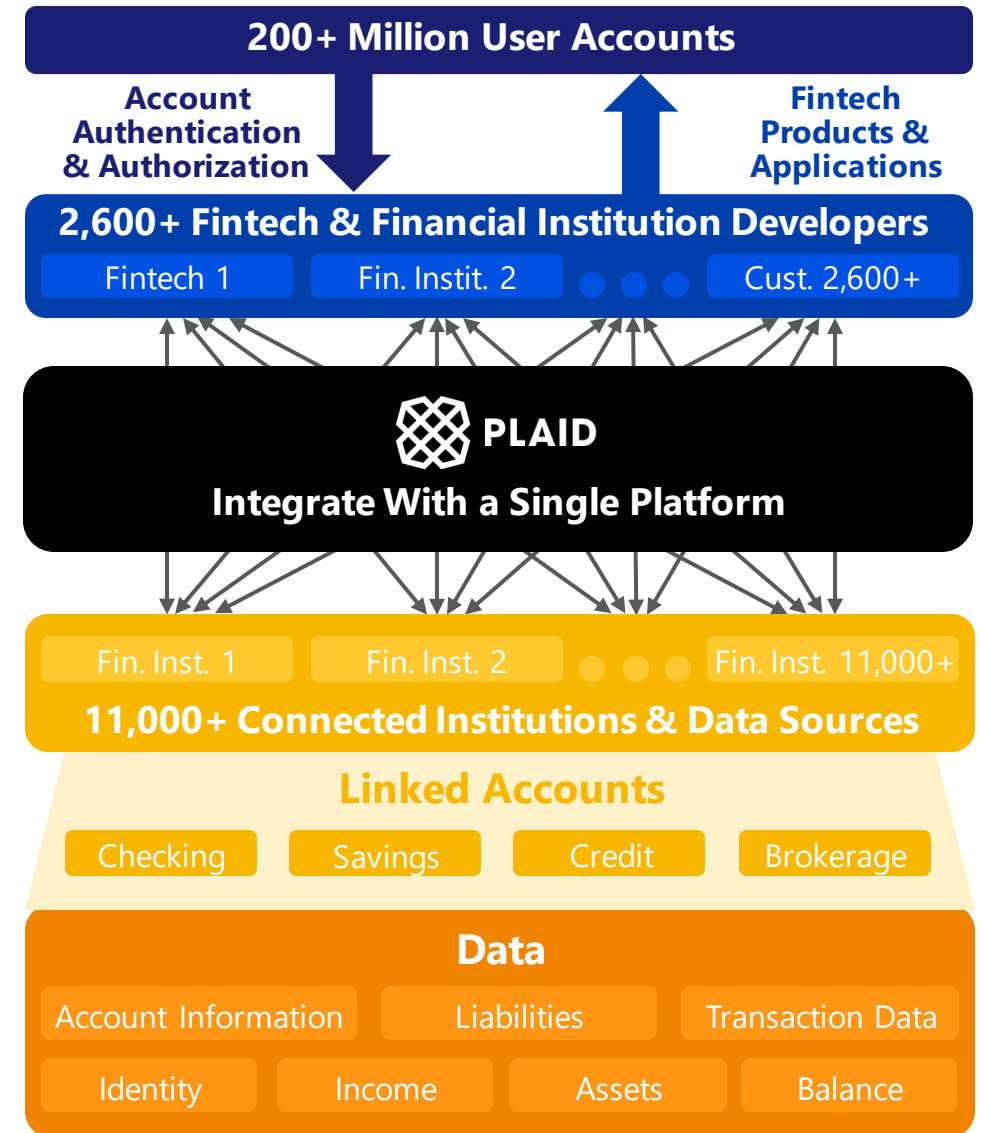 200+ Million User Accounts
Account
Authentication
& Authorization
Fintech
Products &
Applications
2,600+ Fintech & Financial Institution Developers
Fintech 1
Fin. Instit. 2
Cust. 2,600+
PLAID
Integrate With a Single Platform
Fin. Inst. 1
Fin. Inst. 2
Fin. Inst. 11,000+
11,000+ Connected Institutions & Data Sources
Linked Accounts
Checking
Savings
Credit
Brokerage
Data
Account Information
Liabilities
Transaction Data
Identity
Income
Assets
Balance